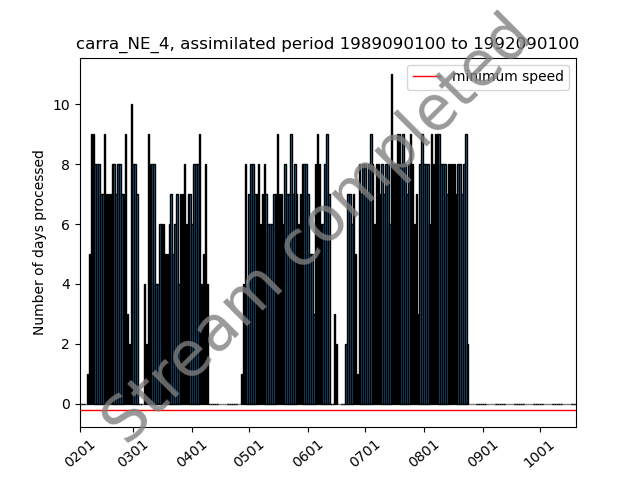 carra_NE_4, assimilated period 1989090100 to 1992090100
minimum speed
Number of days processed
10
8
6
4
2
0
0201 0301 0401 0501 0601 0701 0801 0901 1001
Stream completed